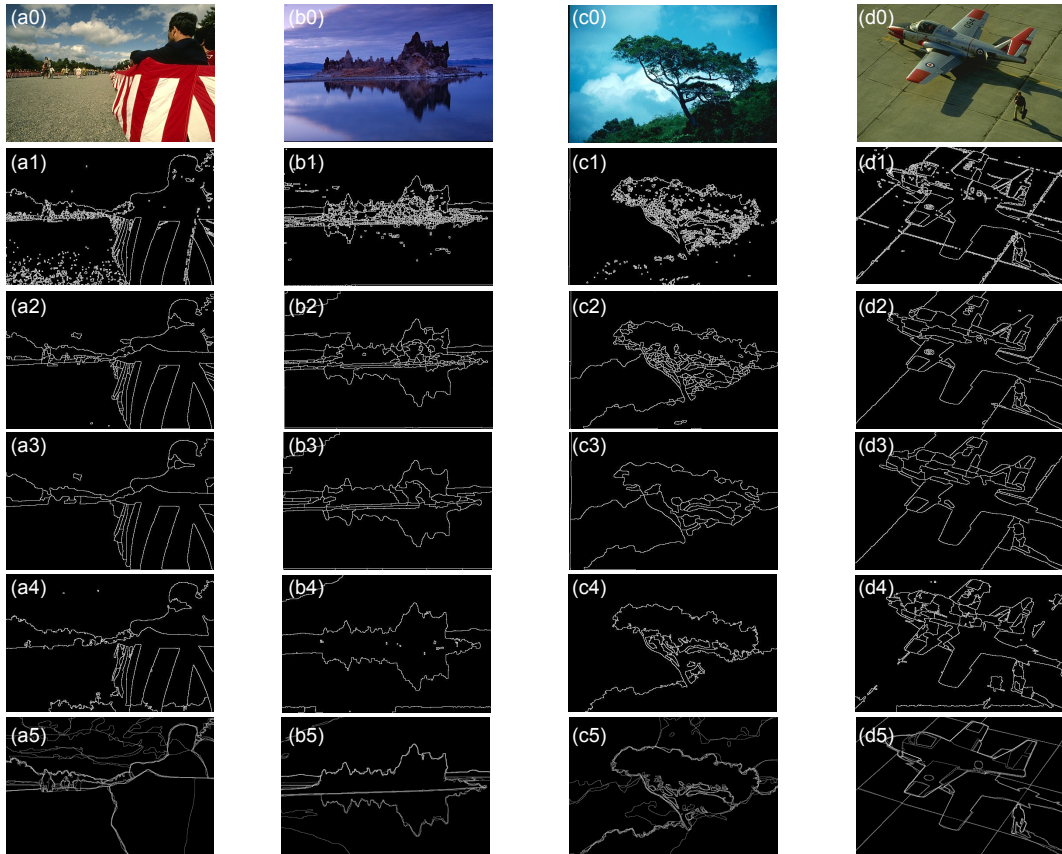 (a0) (b0) (c0) (d0)
(a1) (b1) (c1) (d1)
(a2) (b2) (c2) (d2)
(a3) (b3) (c3) (d3)
(a4) (b4) (c4) (d4)
(a5) (b5) (c5) (d5)